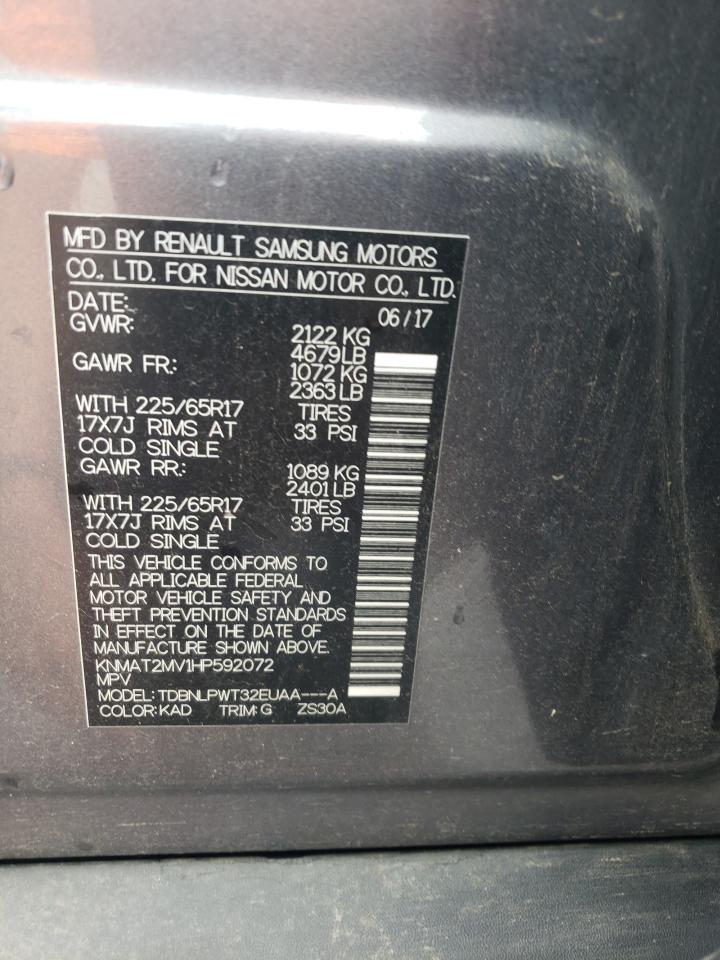 MFD BY RENAULT SAMSUNG MOTORS
CO., LTD. FOR NISSAN MOTOR CO., LTD.
DATE: 06/17
GVWR: 2122 KG
4679 LB
GAWR FR.: 1072 KG
2363 LB
WITH 225/65R17 TIRES
17X7J RIMS AT 33 PSI
COLD SINGLE
GAWR RR.: 1089 KG
2401 LB
WITH 225/65R17 TIRES
17X7J RIMS AT 33 PSI
COLD SINGLE
THIS VEHICLE CONFORMS TO
ALL APPLICABLE FEDERAL
MOTOR VEHICLE SAFETY AND
THEFT PREVENTION STANDARDS
IN EFFECT ON THE DATE OF
MANUFACTURE SHOWN ABOVE.
KNMAT2MV1HP592072
MPV
MODEL: TDBNLPWT32EUAA---A
COLOR: KAD TRIM: G ZS30A